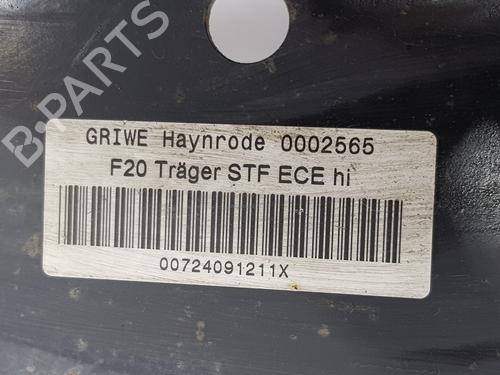 B-PARTS
GRIWE Haynrode 0002565
F20 Träger STF ECE hi
00724091211X